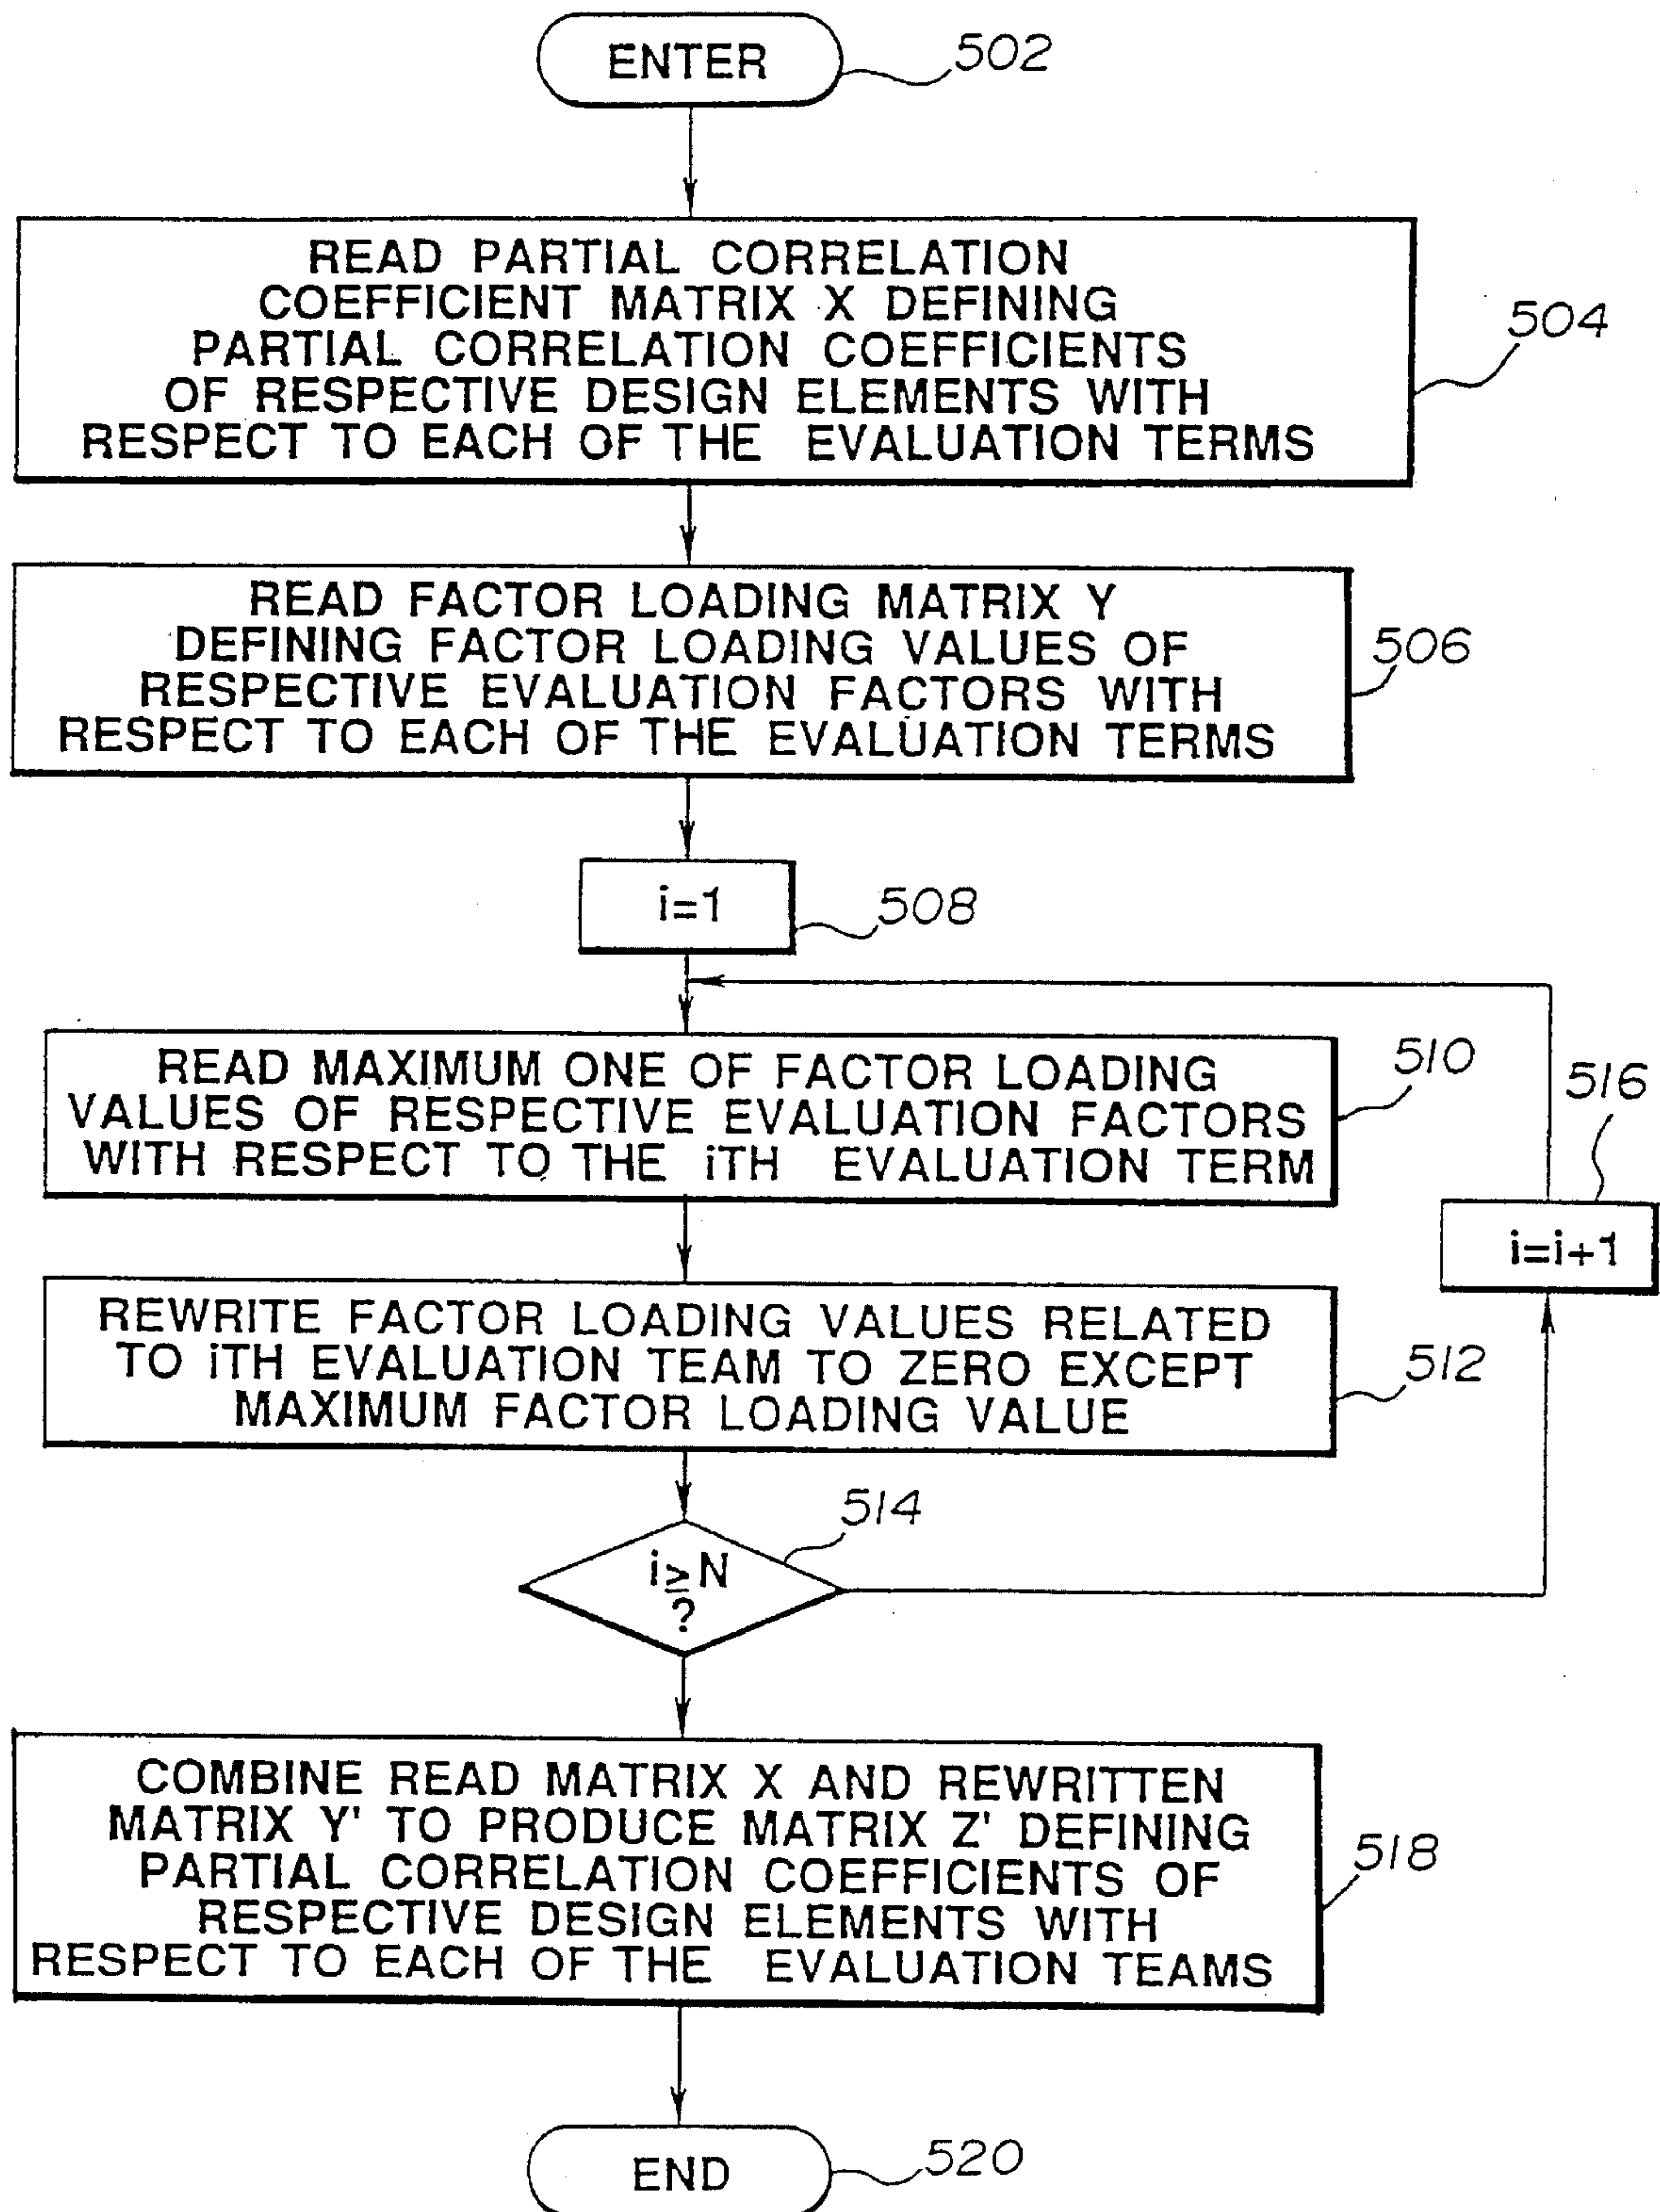 ENTER
502
READ PARTIAL CORRELATION
COEFFICIENT MATRIX X DEFINING
PARTIAL CORRELATION COEFFICIENTS
OF RESPECTIVE DESIGN ELEMENTS WITH
RESPECT TO EACH OF THE EVALUATION TERMS
504
READ FACTOR LOADING MATRIX Y
DEFINING FACTOR LOADING VALUES OF
RESPECTIVE EVALUATION FACTORS WITH
RESPECT TO EACH OF THE EVALUATION TERMS
506
i=1
508
READ MAXIMUM ONE OF FACTOR LOADING
VALUES OF RESPECTIVE EVALUATION FACTORS
WITH RESPECT TO THE iTH EVALUATION TERM
510
516
i=i+1
REWRITE FACTOR LOADING VALUES RELATED
TO iTH EVALUATION TEAM TO ZERO EXCEPT
MAXIMUM FACTOR LOADING VALUE
512
514
i≥N
?
COMBINE READ MATRIX X AND REWRITTEN
MATRIX Y' TO PRODUCE MATRIX Z' DEFINING
PARTIAL CORRELATION COEFFICIENTS OF
RESPECTIVE DESIGN ELEMENTS WITH
RESPECT TO EACH OF THE EVALUATION TEAMS
518
END
520